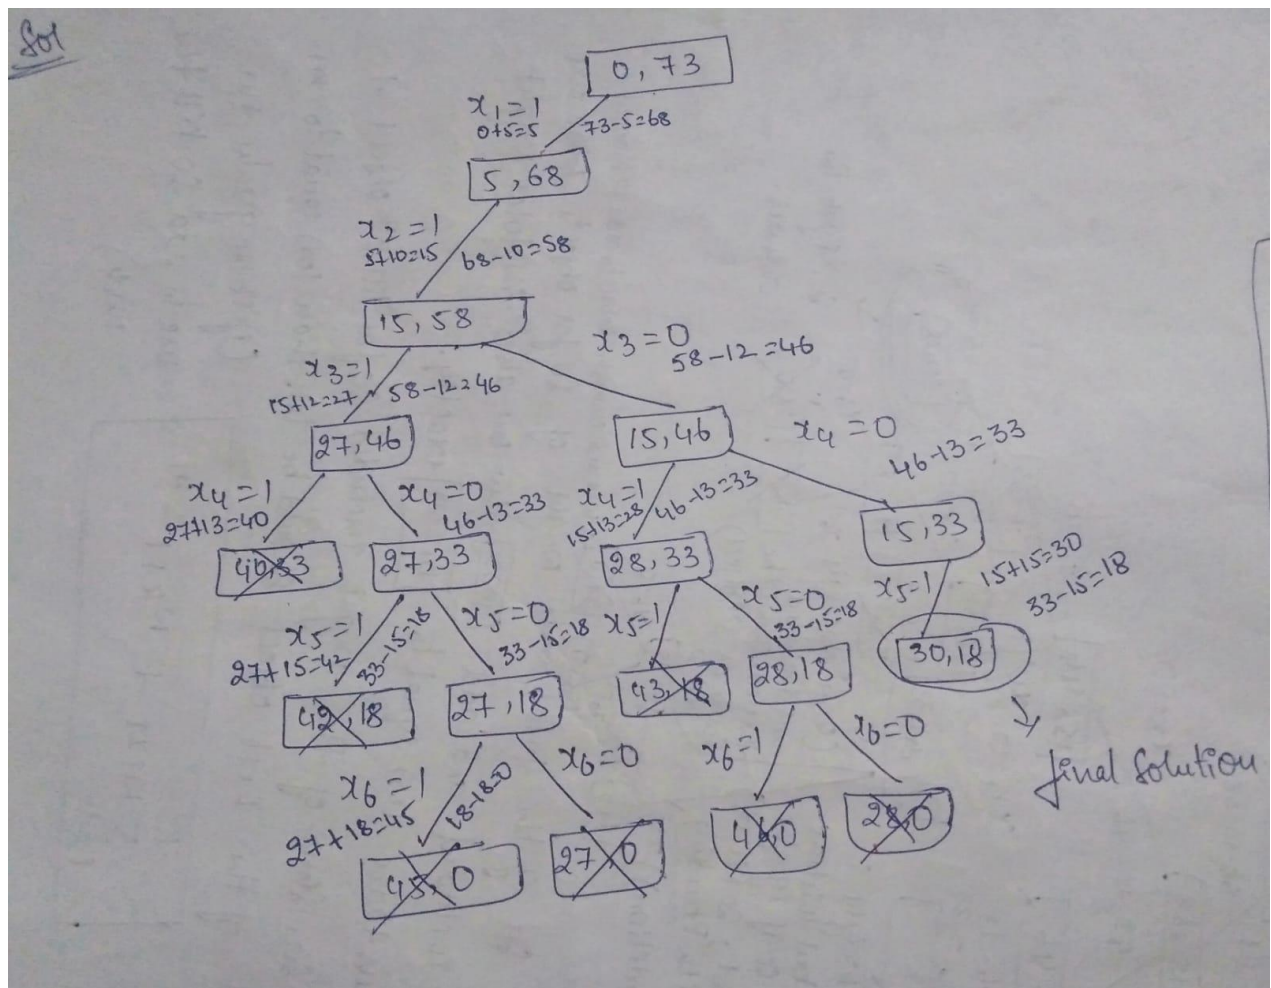 Sol
0, 73
x1=1
0+5=5
73-5=68
5, 68
x2=1
5+10=15
68-10=58
15, 58
x3=1
15+12=27
58-12=46
x3=0
58-12=46
27, 46
15, 46
x4=1
27+13=40
x4=0
46-13=33
x4=1
15+13=28
46-13=33
x4=0
46-13=33
40,33
27,33
28, 33
15,33
x5=1
27+15=42
33-15=18
x5=0
33-15=18
x5=1
x5=0
33-15=18
x5=1
15+15=30
33-15=18
42, 18
27, 18
43, 18
28, 18
30, 18
x6=1
27+18=45
18-18=0
x6=0
x6=1
x6=0
final Solution
45, 0
27, 0
28,0